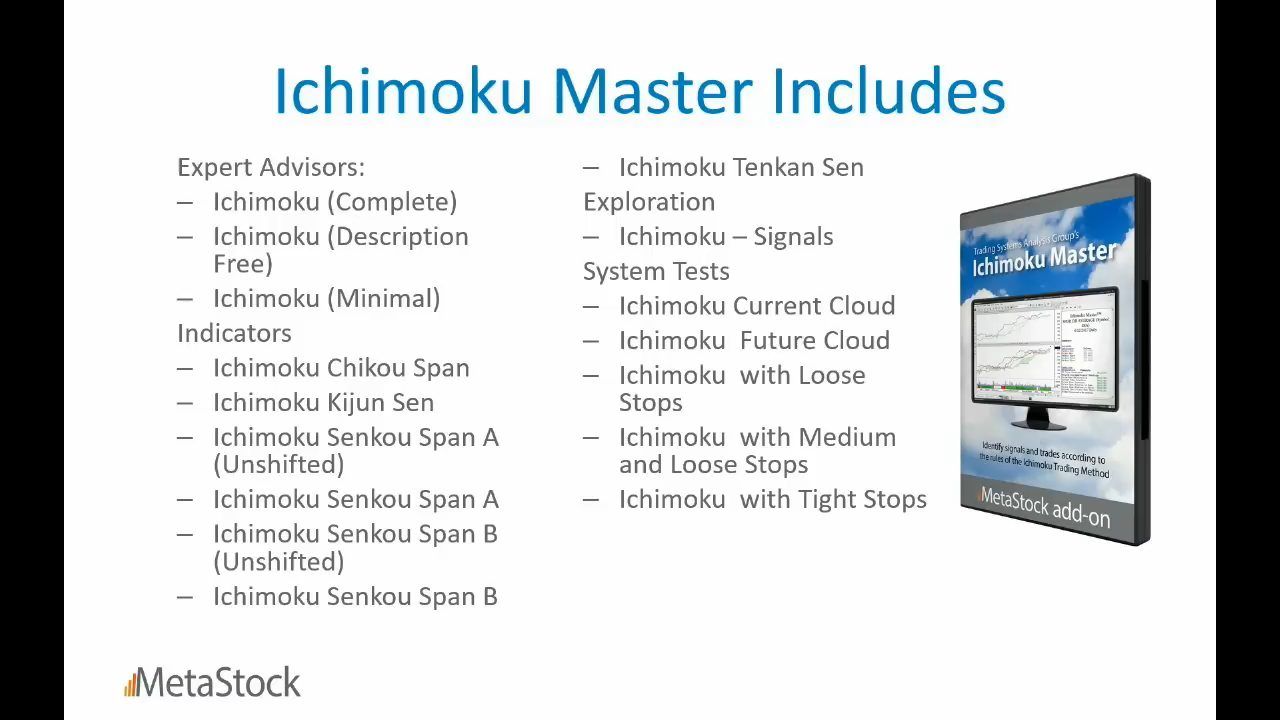 Ichimoku Master Includes
Expert Advisors:
– Ichimoku (Complete)
– Ichimoku (Description
Free)
– Ichimoku (Minimal)
Indicators
– Ichimoku Chikou Span
– Ichimoku Kijun Sen
– Ichimoku Senkou Span A
(Unshifted)
– Ichimoku Senkou Span A
– Ichimoku Senkou Span B
(Unshifted)
– Ichimoku Senkou Span B
– Ichimoku Tenkan Sen
Exploration
– Ichimoku – Signals
System Tests
– Ichimoku Current Cloud
– Ichimoku  Future Cloud
– Ichimoku  with Loose
Stops
– Ichimoku  with Medium
and Loose Stops
– Ichimoku  with Tight Stops
Trading Systems Analysis Group's
Ichimoku Master
Identify signals and trades according to
the rules of the Ichimoku Trading Method
MetaStock add-on
MetaStock